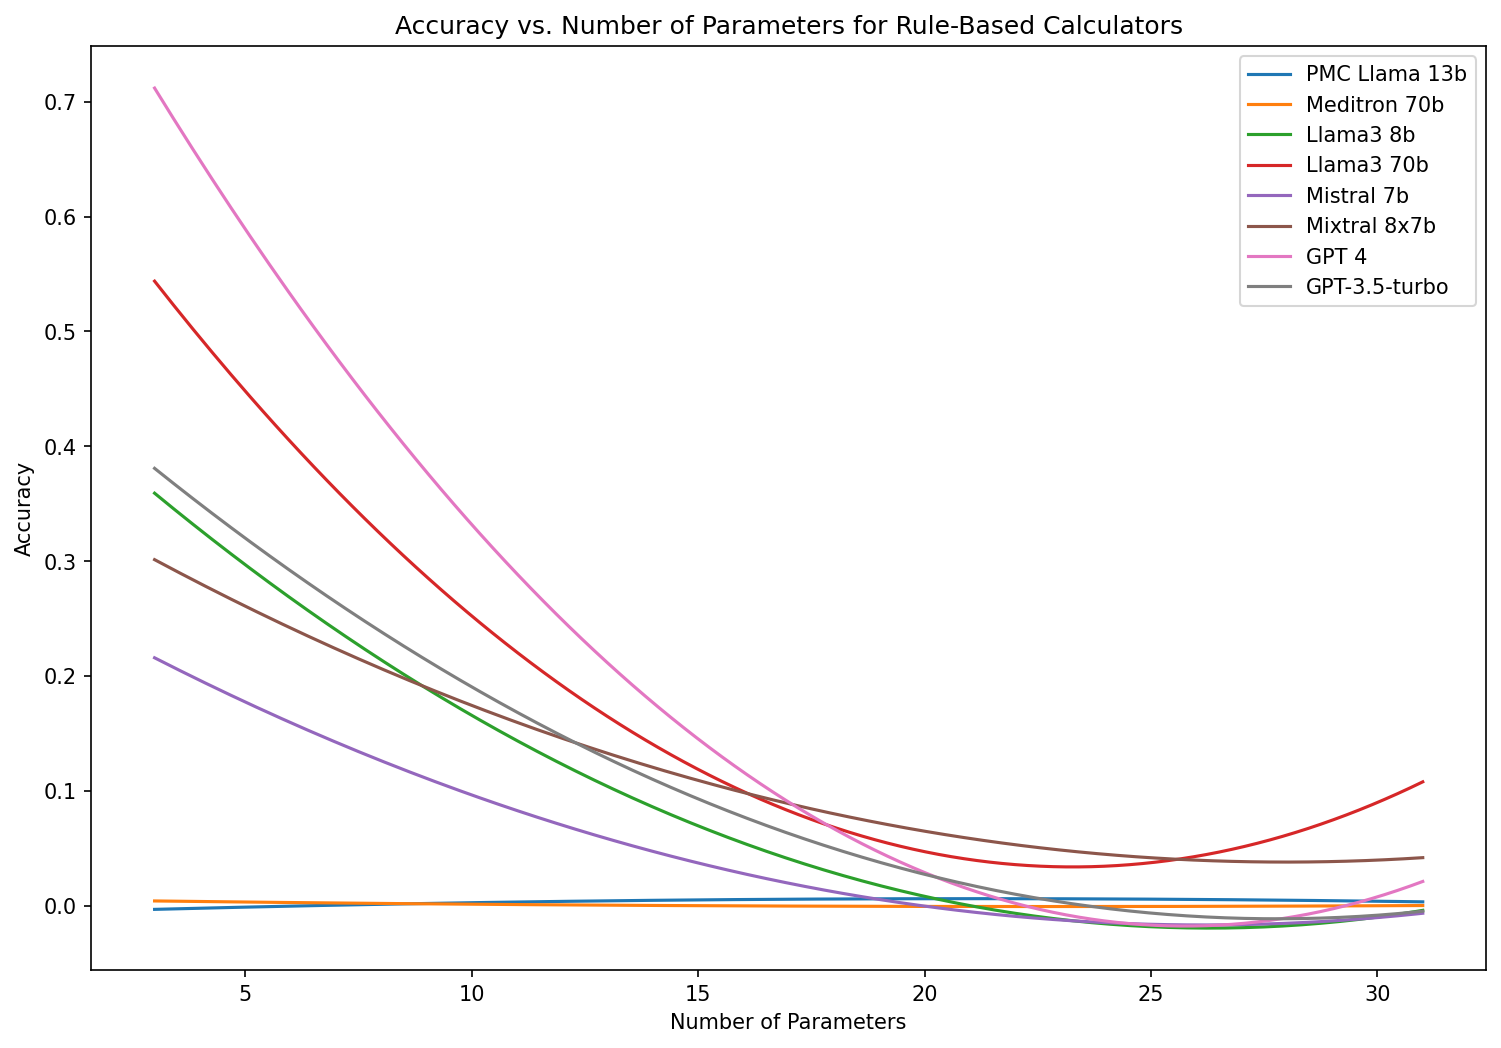 Accuracy vs. Number of Parameters for Rule-Based Calculators
PMC Llama 13b
Meditron 70b
Llama3 8b
Llama3 70b
Mistral 7b
Mixtral 8x7b
GPT 4
GPT-3.5-turbo
Accuracy
0.7
0.6
0.5
0.4
0.3
0.2
0.1
0.0
5 10 15 20 25 30
Number of Parameters